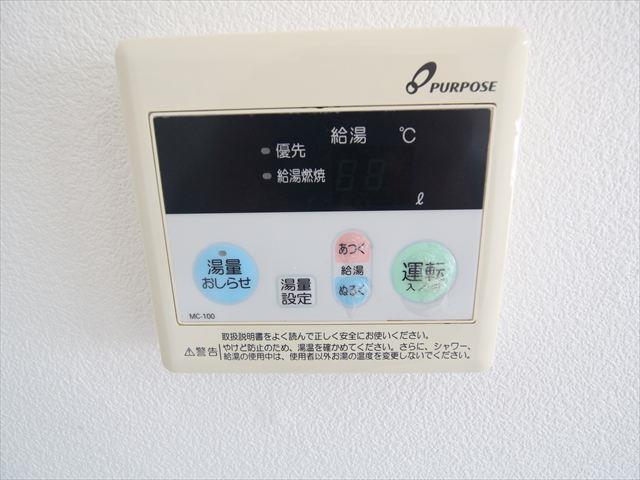 PURPOSE
給湯 ℃
優先
給湯燃焼
88
ℓ
湯量
おしらせ
湯量
設定
あつく
給湯
ぬるく
運転
入
MC-100
取扱説明書をよく読んで正しく安全にお使いください。
⚠警告
やけど防止のため、湯温を確かめてください。さらに、シャワー、
給湯の使用中は、使用者以外お湯の温度を変更しないでください。